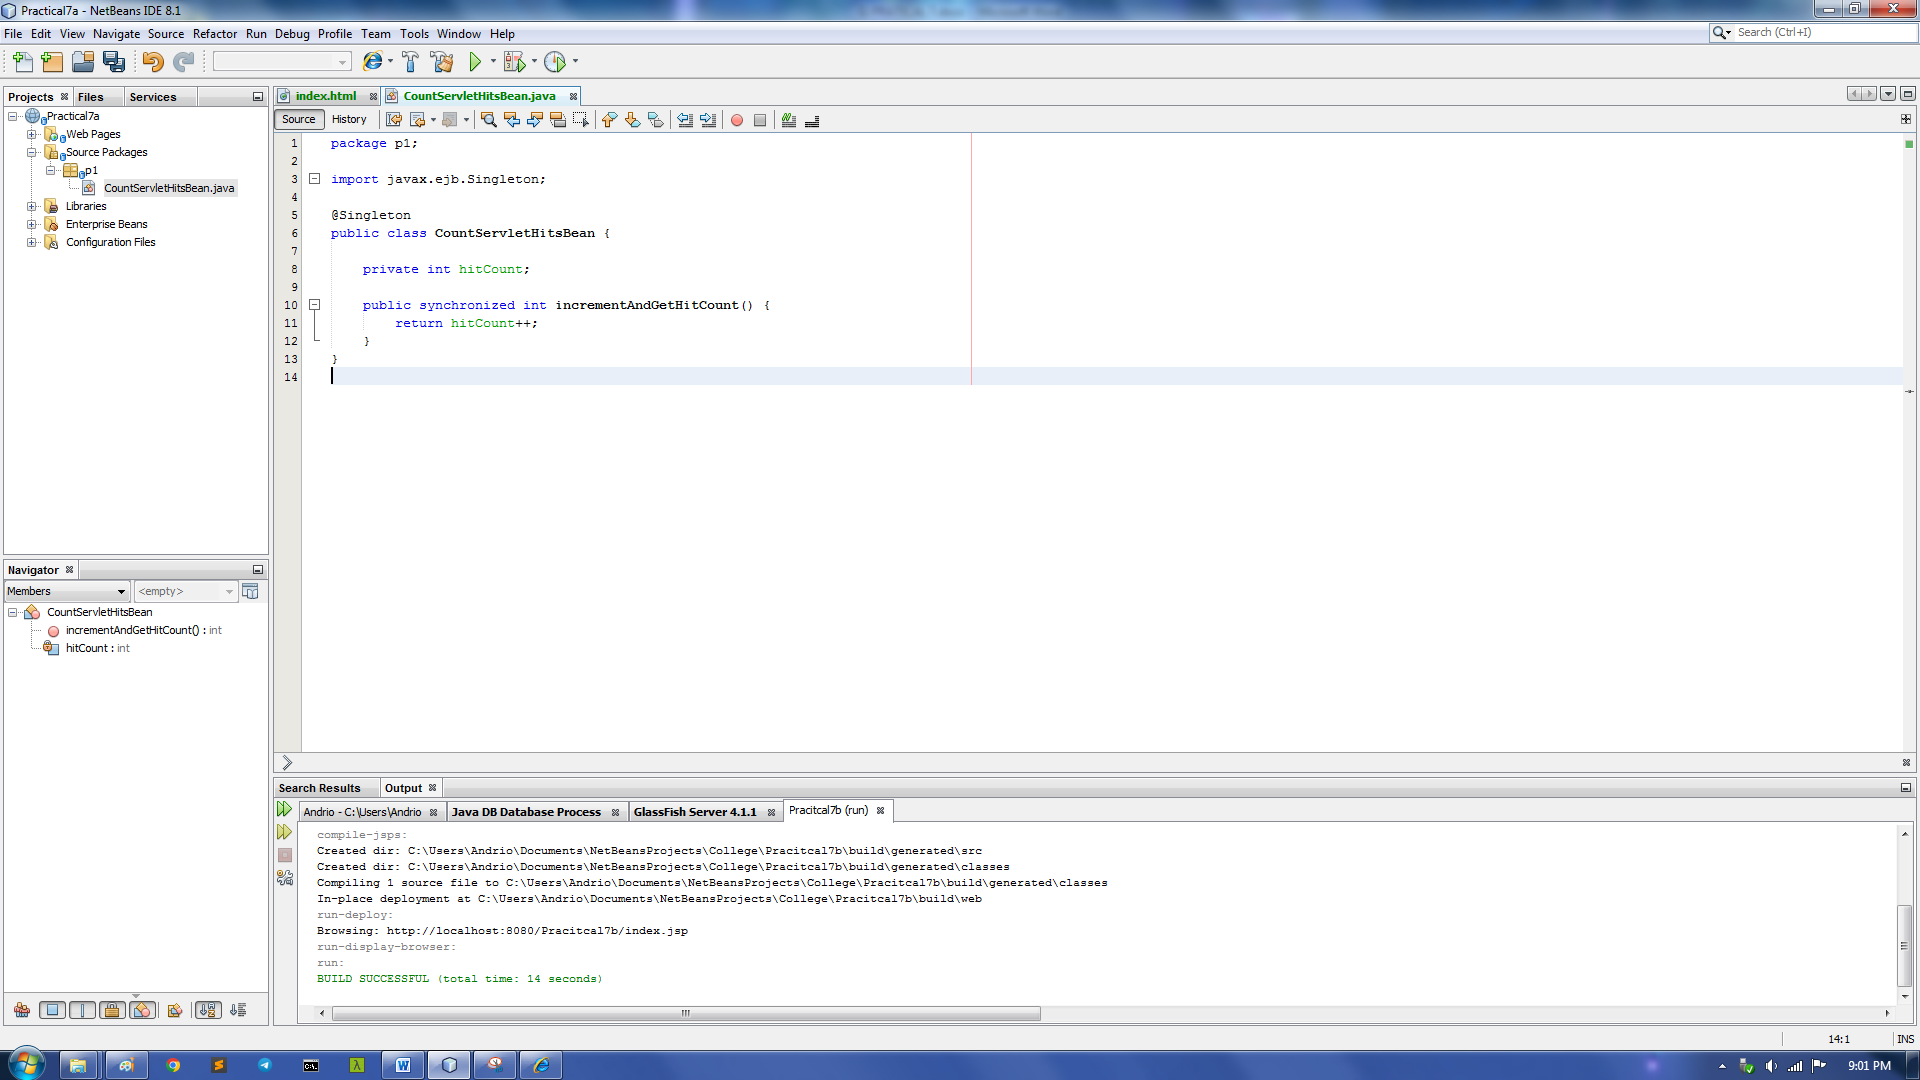 Practical7a - NetBeans IDE 8.1
File Edit View Navigate Source Refactor Run Debug Profile Team Tools Window Help
Search (Ctrl+I)
Projects Files Services
Practical7a
Web Pages
Source Packages
p1
CountServletHitsBean.java
Libraries
Enterprise Beans
Configuration Files
index.html CountServletHitsBean.java
Source History
1 package p1;
2
3 import javax.ejb.Singleton;
4
5 @Singleton
6 public class CountServletHitsBean {
7
8 private int hitCount;
9
10 public synchronized int incrementAndGetHitCount() {
11 return hitCount++;
12 }
13 }
14
Navigator
Members <empty>
CountServletHitsBean
incrementAndGetHitCount() : int
hitCount : int
Search Results Output
Andrio - C:\Users\Andrio Java DB Database Process GlassFish Server 4.1.1 Pracitcal7b (run)
compile-jsps:
Created dir: C:\Users\Andrio\Documents\NetBeansProjects\College\Pracitcal7b\build\generated\src
Created dir: C:\Users\Andrio\Documents\NetBeansProjects\College\Pracitcal7b\build\generated\classes
Compiling 1 source file to C:\Users\Andrio\Documents\NetBeansProjects\College\Pracitcal7b\build\generated\classes
In-place deployment at C:\Users\Andrio\Documents\NetBeansProjects\College\Pracitcal7b\build\web
run-deploy:
Browsing: http://localhost:8080/Pracitcal7b/index.jsp
run-display-browser:
run:
BUILD SUCCESSFUL (total time: 14 seconds)
14:1 INS
9:01 PM